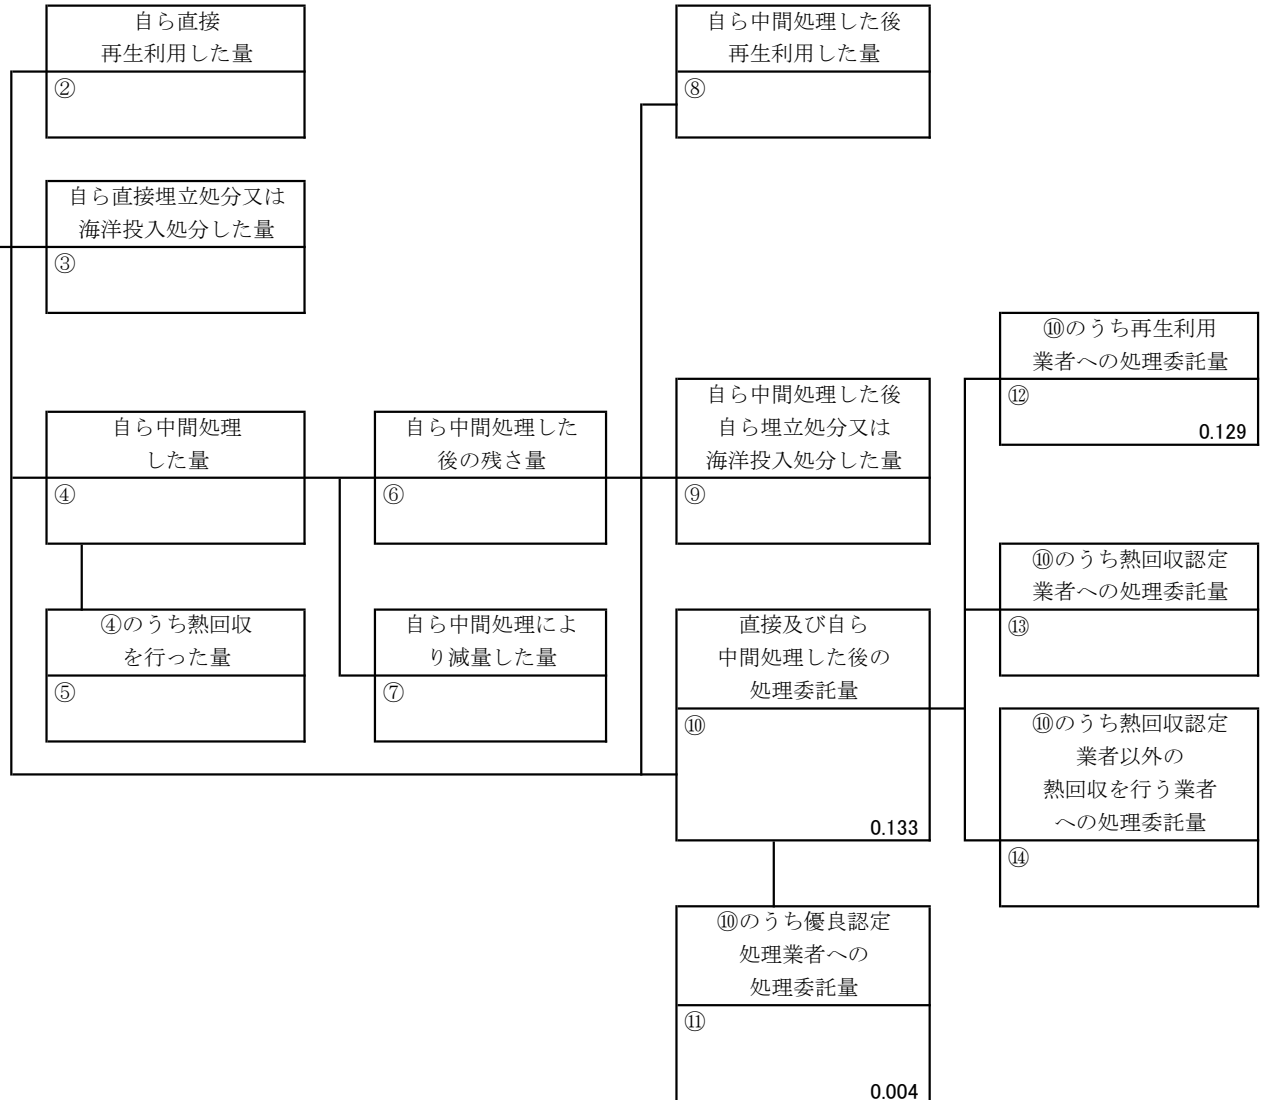 自ら直接
再生利用した量
②
自ら中間処理した後
再生利用した量
⑧
自ら直接埋立処分又は
海洋投入処分した量
③
⑩のうち再生利用
業者への処理委託量
⑫
0.129
自ら中間処理
した量
④
自ら中間処理した
後の残さ量
⑥
自ら中間処理した後
自ら埋立処分又は
海洋投入処分した量
⑨
⑩のうち熱回収認定
業者への処理委託量
⑬
④のうち熱回収
を行った量
⑤
自ら中間処理によ
り減量した量
⑦
直接及び自ら
中間処理した後の
処理委託量
⑩
0.133
⑩のうち熱回収認定
業者以外の
熱回収を行う業者
への処理委託量
⑭
⑩のうち優良認定
処理業者への
処理委託量
⑪
0.004